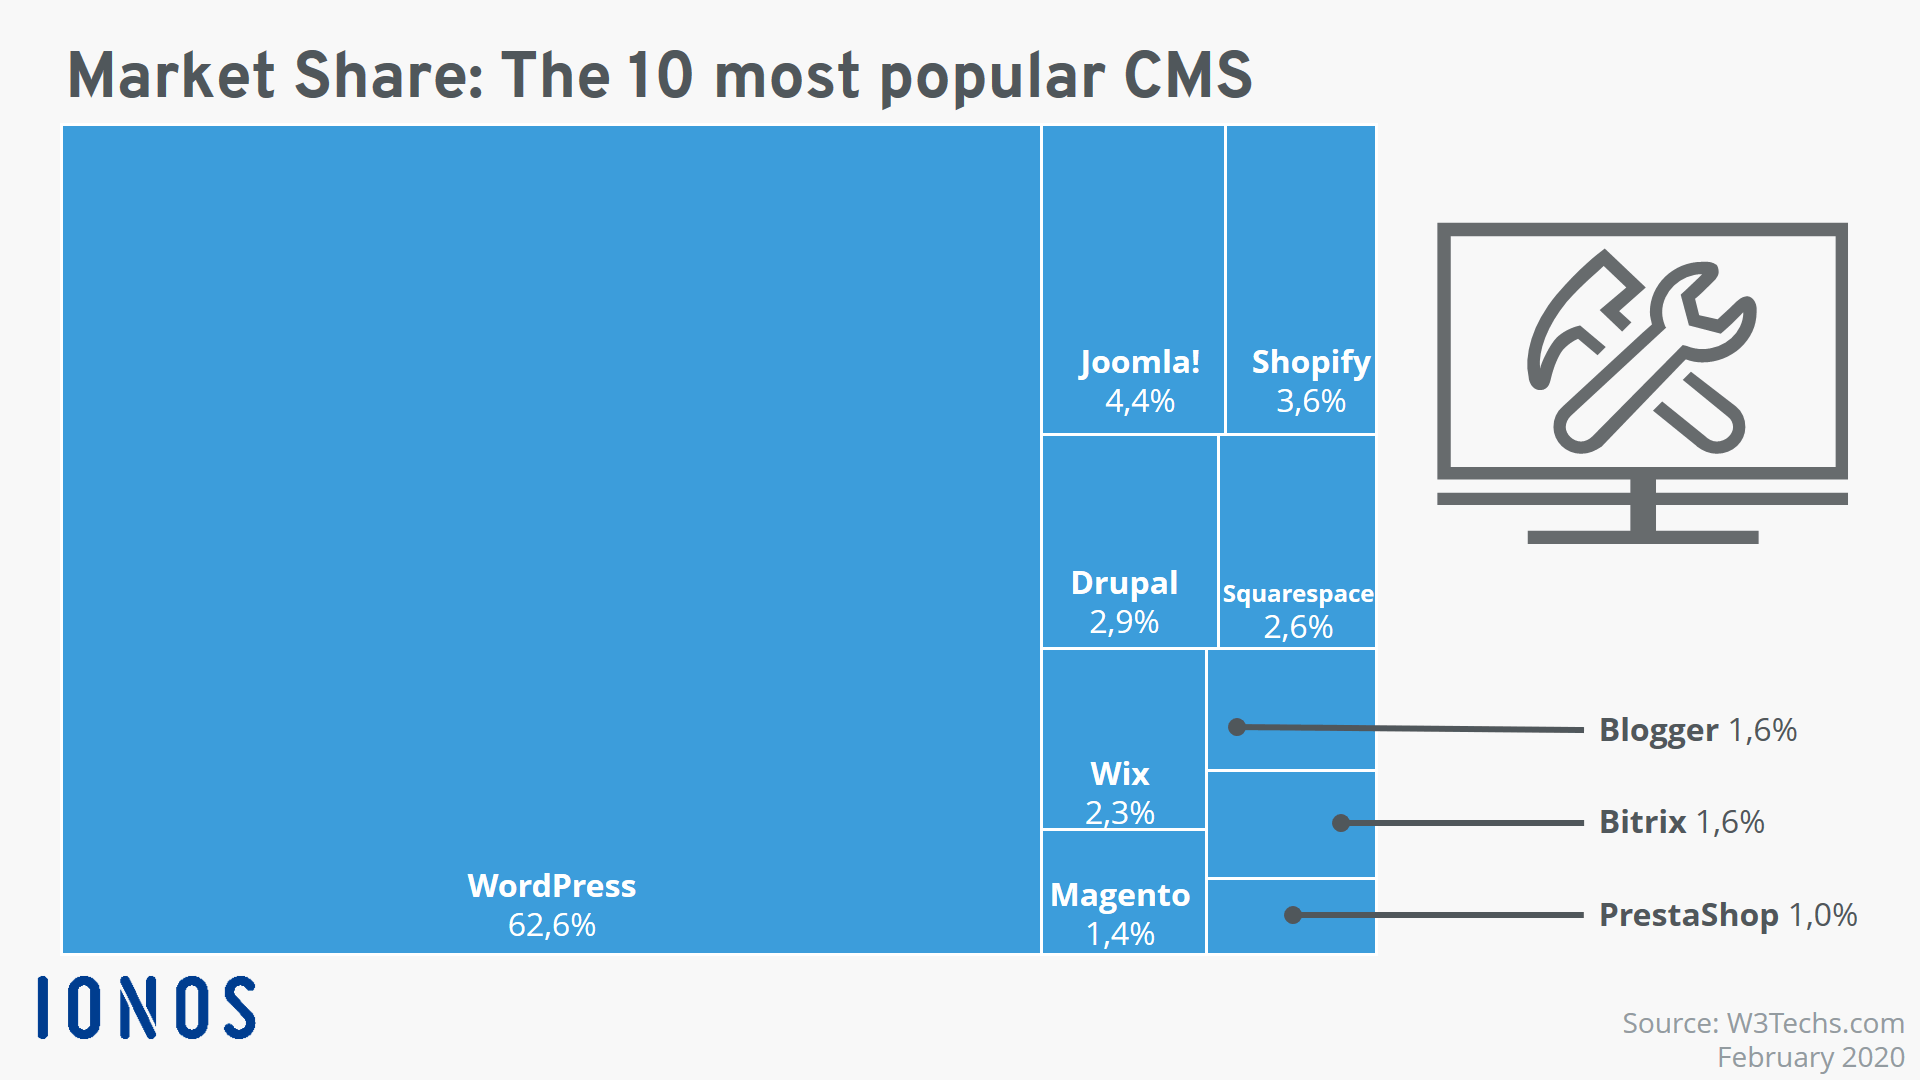 Market Share: The 10 most popular CMS
WordPress
62,6%
Joomla!
4,4%
Shopify
3,6%
Drupal
2,9%
Squarespace
2,6%
Wix
2,3%
Magento
1,4%
Blogger 1,6%
Bitrix 1,6%
PrestaShop 1,0%
IONOS
Source: W3Techs.com
February 2020